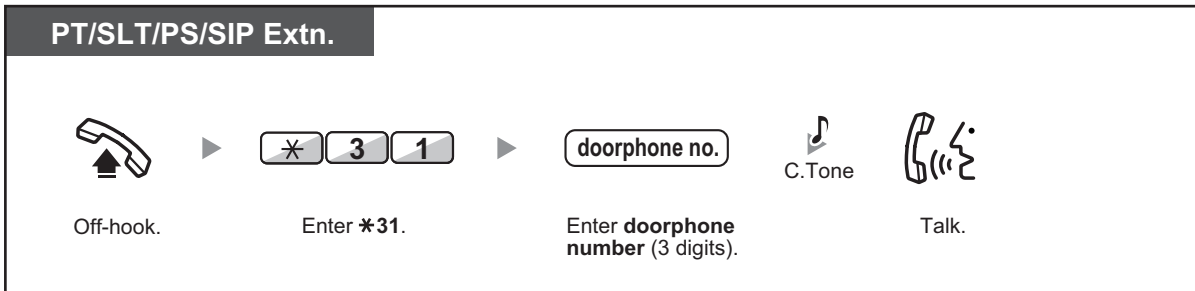 PT/SLT/PS/SIP Extn.
* 3 1
doorphone no.
C.Tone
Off-hook.
Enter *31.
Enter doorphone
number (3 digits).
Talk.